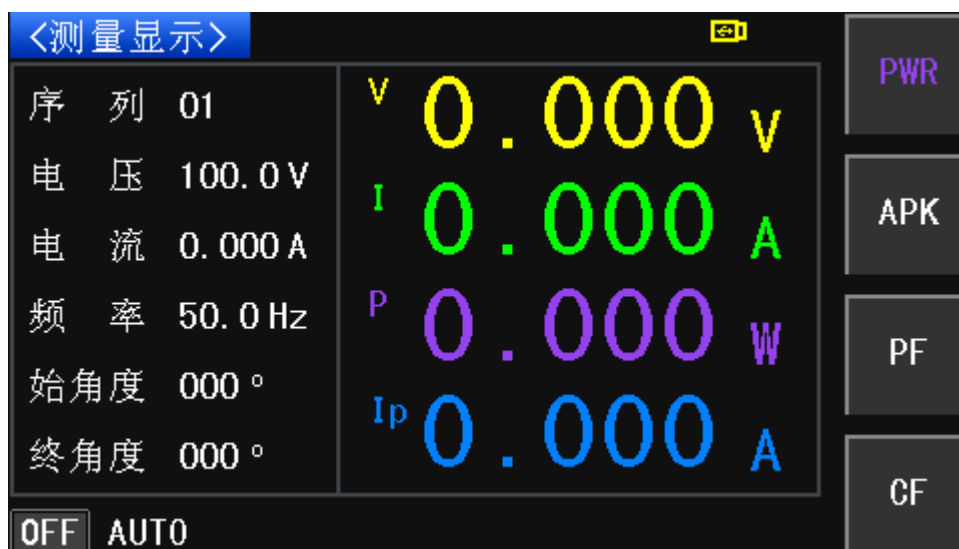 <测量显示>
序 列 01
电 压 100.0 V
电 流 0.000 A
频 率 50.0 Hz
始角度 000 °
终角度 000 °
V 0.000 V
I 0.000 A
P 0.000 W
Ip 0.000 A
PWR
APK
PF
CF
OFF AUTO